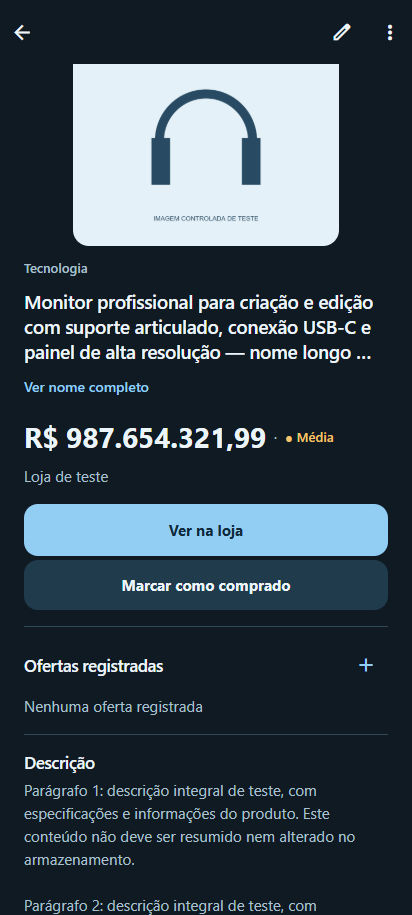 IMAGEM CONTROLADA DE TESTE
Tecnologia
Monitor profissional para criação e edição
com suporte articulado, conexão USB-C e
painel de alta resolução — nome longo ...
Ver nome completo
R$ 987.654.321,99 · ● Média
Loja de teste
Ver na loja
Marcar como comprado
Ofertas registradas
Nenhuma oferta registrada
Descrição
Parágrafo 1: descrição integral de teste, com
especificações e informações do produto. Este
conteúdo não deve ser resumido nem alterado no
armazenamento.
Parágrafo 2: descrição integral de teste, com